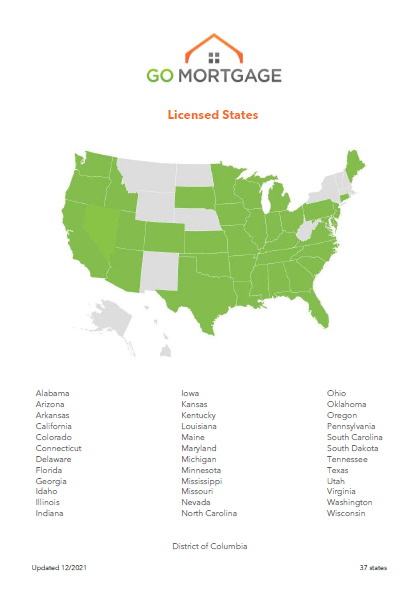 GO MORTGAGE
Licensed States
Alabama
Arizona
Arkansas
California
Colorado
Connecticut
Delaware
Florida
Georgia
Idaho
Illinois
Indiana
Iowa
Kansas
Kentucky
Louisiana
Maine
Maryland
Michigan
Minnesota
Mississippi
Missouri
Nevada
North Carolina
Ohio
Oklahoma
Oregon
Pennsylvania
South Carolina
South Dakota
Tennessee
Texas
Utah
Virginia
Washington
Wisconsin
District of Columbia
Updated 12/2021
37 states